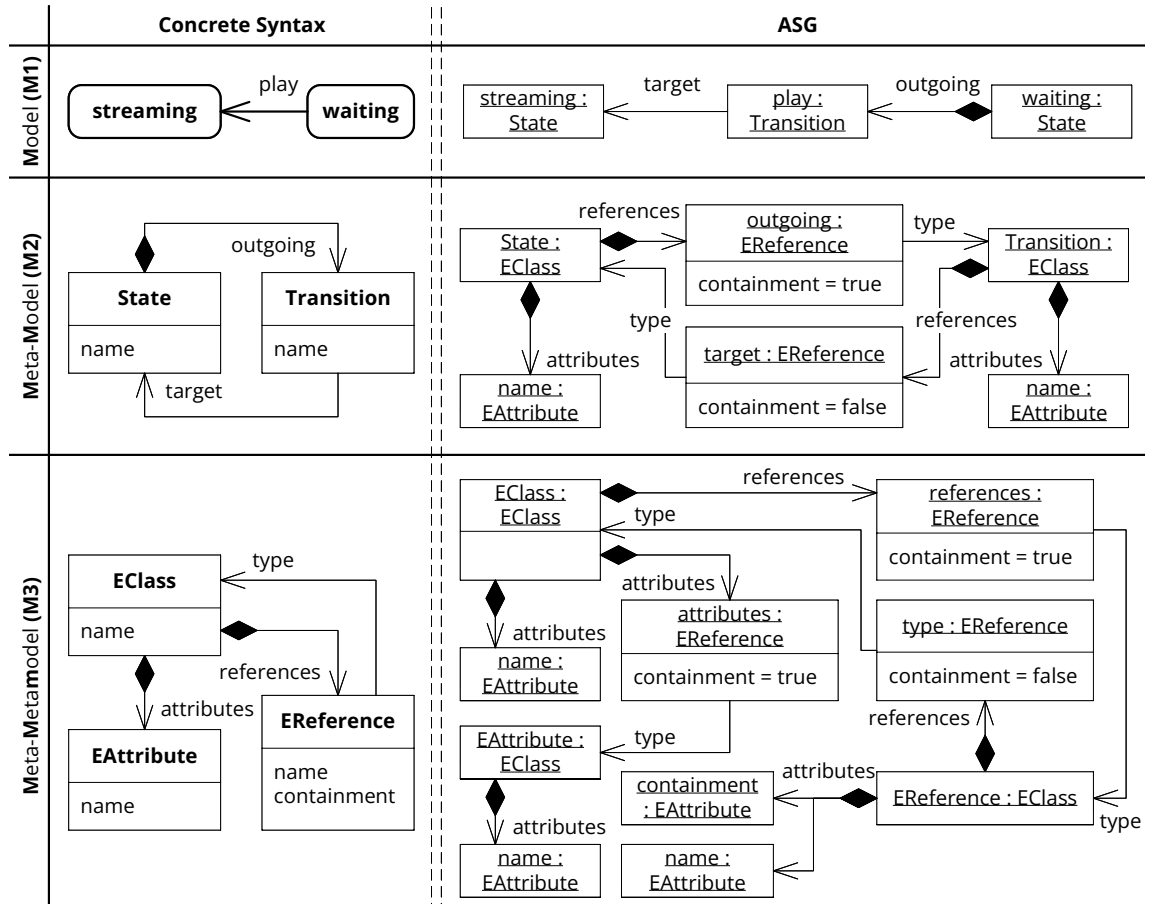 Concrete Syntax
ASG
Model (M1)
streaming
play
waiting
streaming :
State
target
play :
Transition
outgoing
waiting :
State
Meta-Model (M2)
outgoing
State
name
Transition
name
target
State :
EClass
references
outgoing :
EReference
containment = true
type
Transition :
EClass
type
target : EReference
containment = false
references
attributes
name :
EAttribute
attributes
name :
EAttribute
Meta-Metamodel (M3)
EClass
name
type
references
attributes
EAttribute
name
EReference
name
containment
EClass :
EClass
references
references :
EReference
containment = true
type
attributes
attributes :
EReference
containment = true
attributes
name :
EAttribute
type : EReference
containment = false
references
EAttribute :
EClass
type
attributes
name :
EAttribute
containment
: EAttribute
attributes
EReference : EClass
type
name :
EAttribute